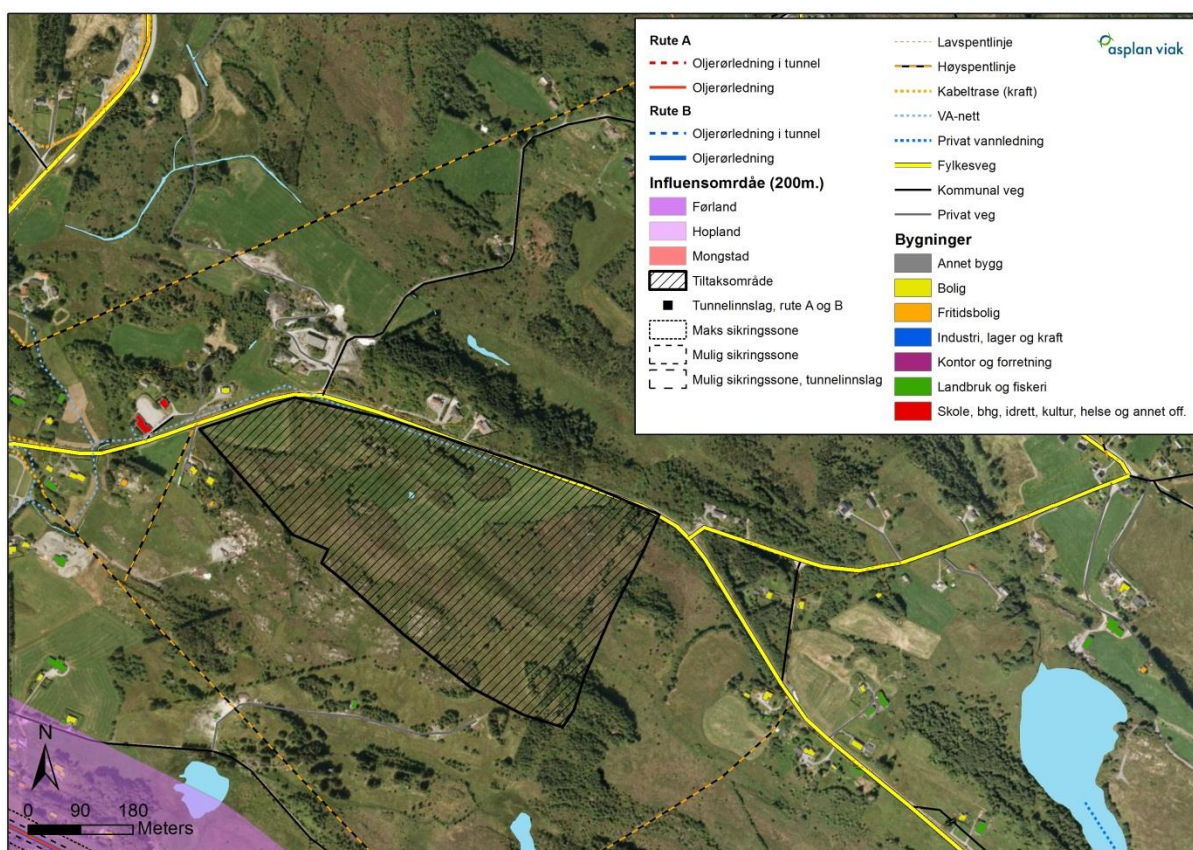 Rute A
Oljerørledning i tunnel
Oljerørledning
Rute B
Oljerørledning i tunnel
Oljerørledning
Influensområde (200m.)
Førland
Hopland
Mongstad
Tiltaksområde
Tunnelinnslag, rute A og B
Maks sikringssone
Mulig sikringssone
Mulig sikringssone, tunnelinnslag
Lavspentlinje
Høyspentlinje
Kabeltrase (kraft)
VA-nett
Privat vannledning
Fylkesveg
Kommunal veg
Privat veg
Bygninger
Annet bygg
Bolig
Fritidsbolig
Industri, lager og kraft
Kontor og forretning
Landbruk og fiskeri
Skole, bhg, idrett, kultur, helse og annet off.
asplan viak
N
0 90 180
Meters